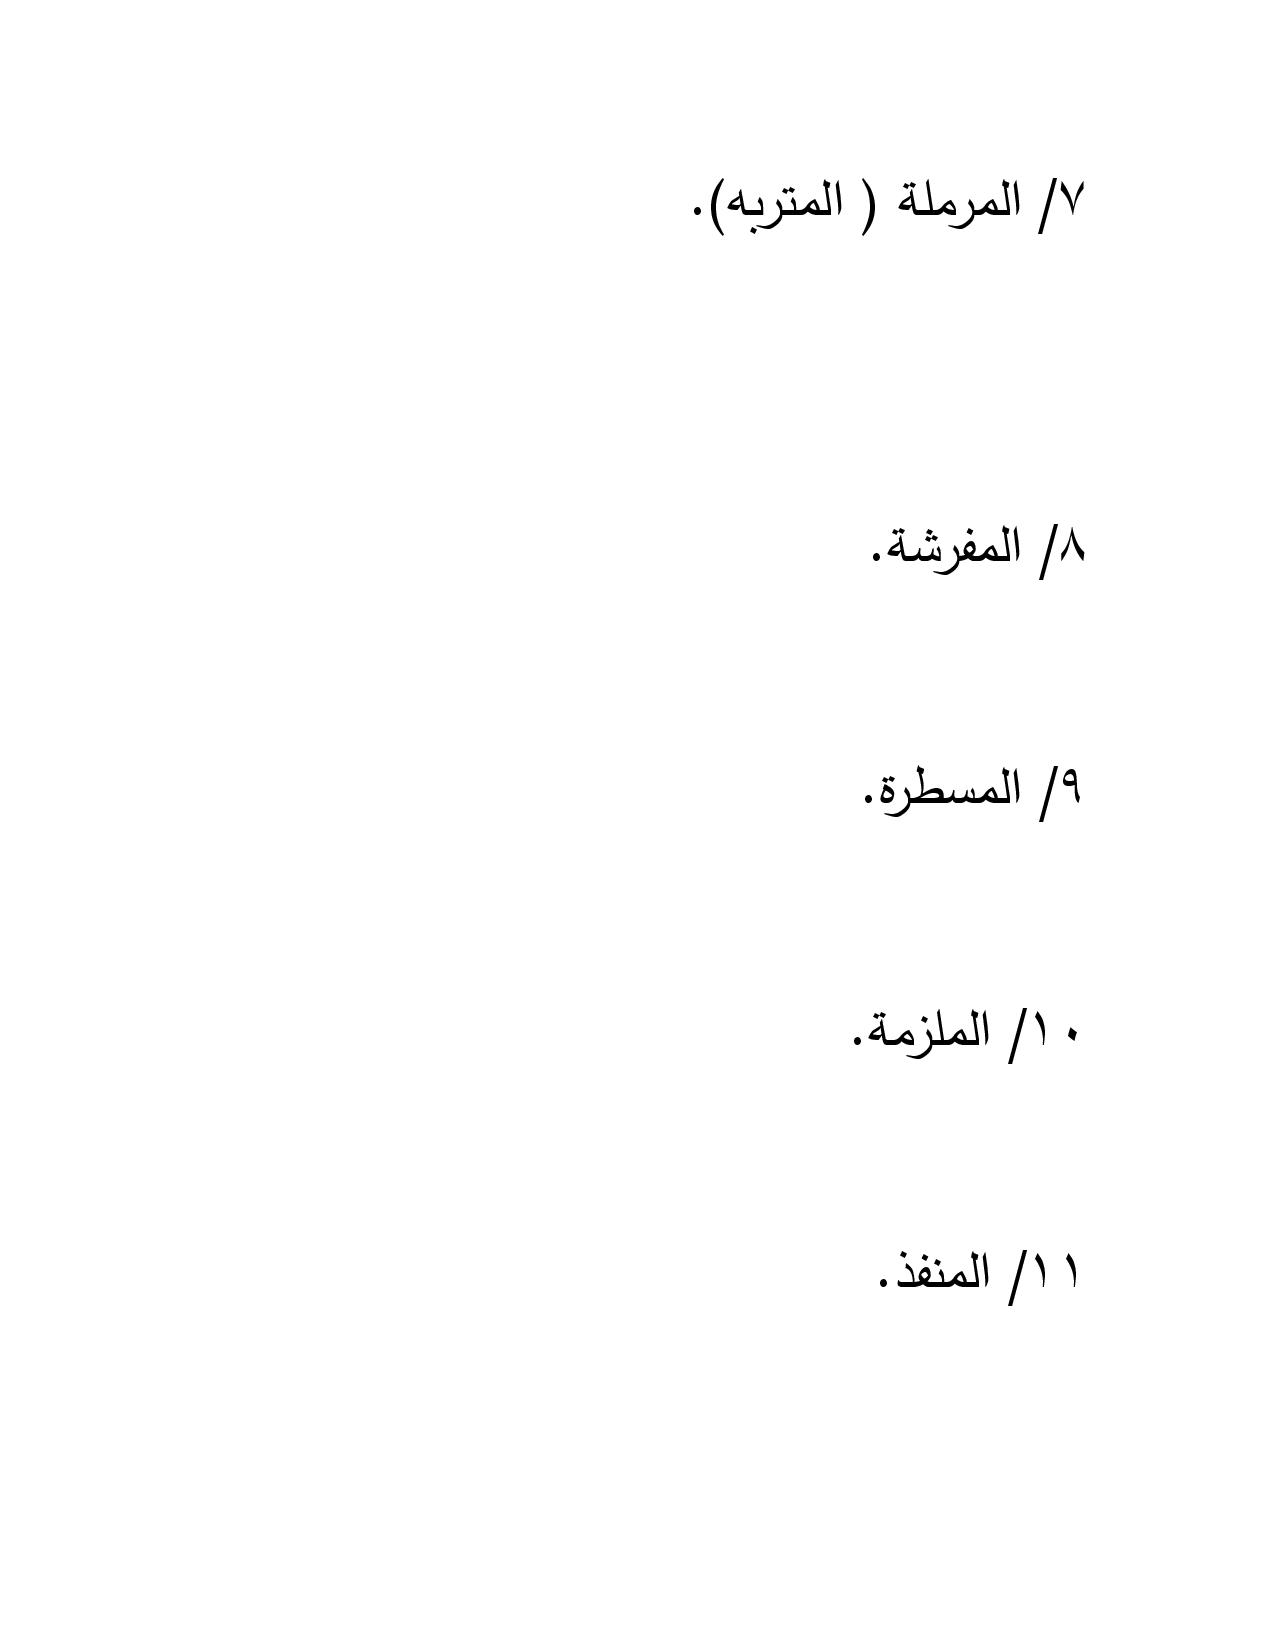 ٧/ المرملة ( المتربه).
٨/ المفرشة.
٩/ المسطرة.
١٠/ الملزمة.
١١/ المنفذ.